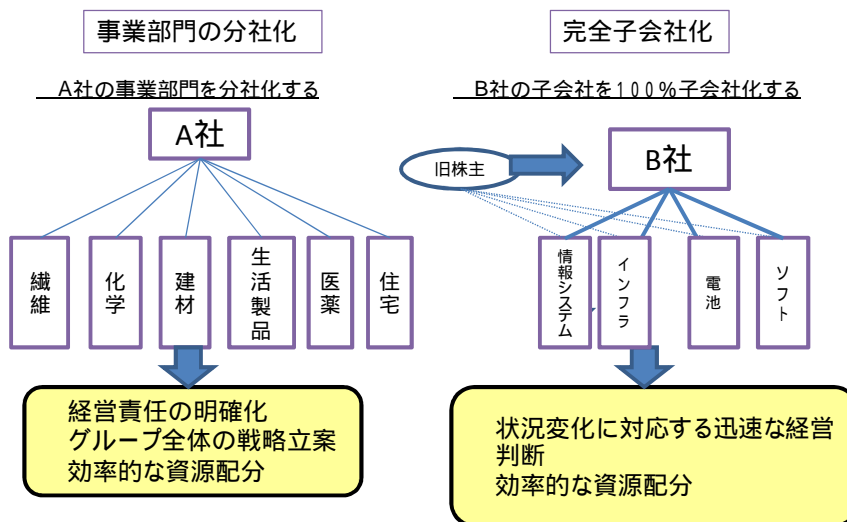 事業部門の分社化
A社の事業部門を分社化する
A社
繊維
化学
建材
生活製品
医薬
住宅
経営責任の明確化
グループ全体の戦略立案
効率的な資源配分
完全子会社化
B社の子会社を100%子会社化する
旧株主
B社
情報システム
インフラ
電池
ソフト
状況変化に対応する迅速な経営
判断
効率的な資源配分